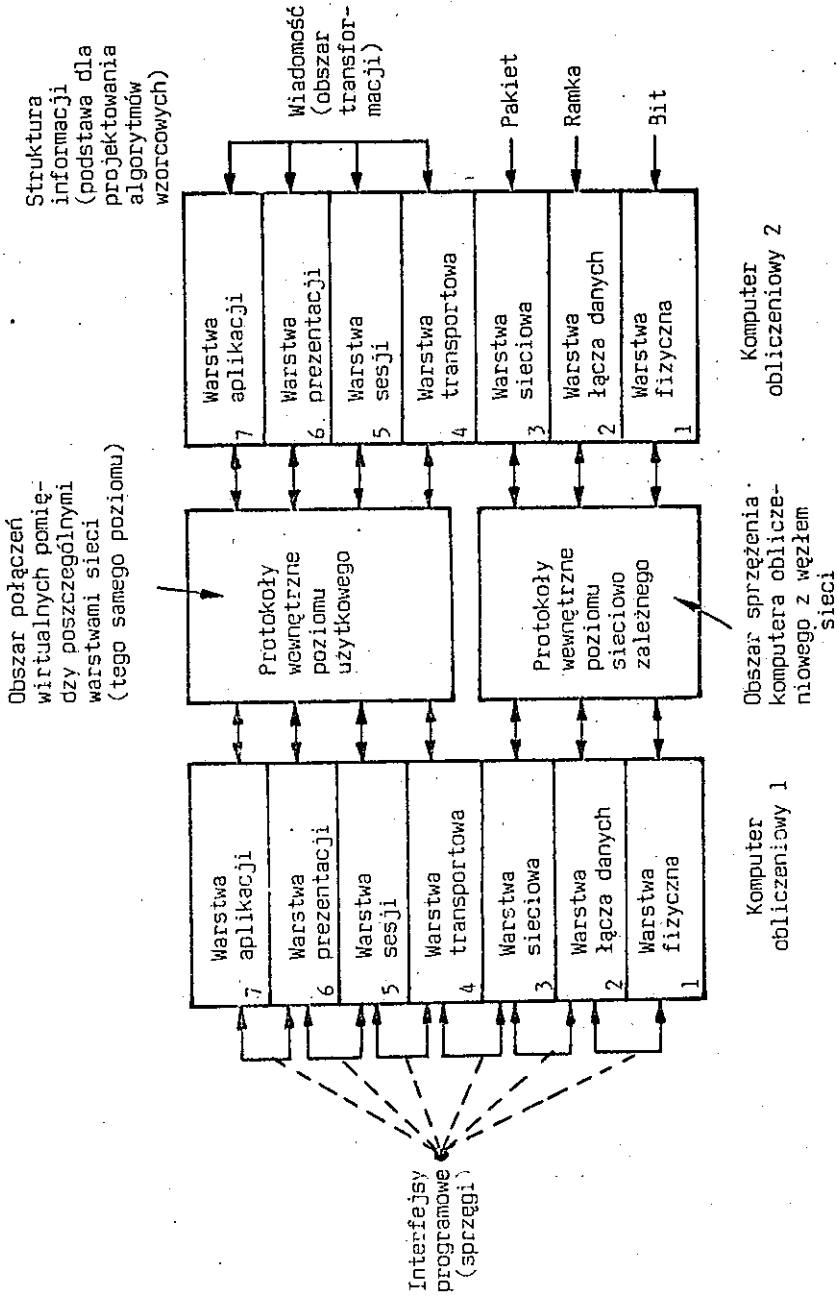 Struktura
informacji
(podstawa dla
projektowania
algorytmów
wzorcowych)
Obszar połączeń
wirtualnych pomię-
dzy poszczególnymi
warstwami sieci
(tego samego poziomu)
Interfejsy
programowe
(sprzęgi)
Warstwa
aplikacji
7
Warstwa
prezentacji
6
Warstwa
sesji
5
Warstwa
transportowa
4
Warstwa
sieciowa
3
Warstwa
łącza danych
2
Warstwa
fizyczna
1
Komputer
obliczeniowy 1
Protokoły
wewnętrzne
poziomu
użytkowego
Protokoły
wewnętrzne
poziomu
sieciowo
zależnego
Obszar sprzężenia
komputera oblicze-
niowego z węzłem
sieci
Warstwa
aplikacji
7
Warstwa
prezentacji
6
Warstwa
sesji
5
Warstwa
transportowa
4
Warstwa
sieciowa
3
Warstwa
łącza danych
2
Warstwa
fizyczna
1
Komputer
obliczeniowy 2
Wiadomość
(obszar
transfor-
macji)
Pakiet
Ramka
Bit